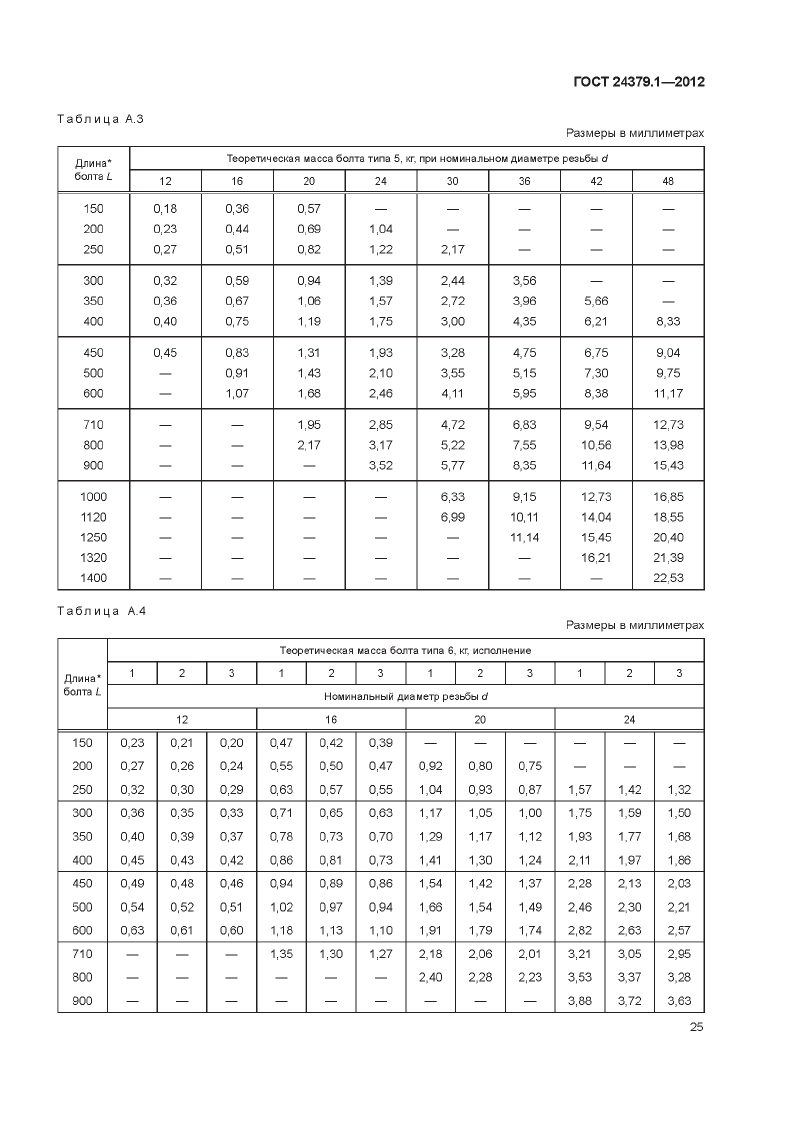 ГОСТ 24379.1—2012
Таблица А.3
Размеры в миллиметрах
Длина* болта L | Теоретическая масса болта типа 5, кг, при номинальном диаметре резьбы d
12 16 20 24 30 36 42 48
150 0,18 0,36 0,57 — — — — —
200 0,23 0,44 0,69 1,04 — — — —
250 0,27 0,51 0,82 1,22 2,17 — — —
300 0,32 0,59 0,94 1,39 2,44 3,56 — —
350 0,36 0,67 1,06 1,57 2,72 3,96 5,66 —
400 0,40 0,75 1,19 1,75 3,00 4,35 6,21 8,33
450 0,45 0,83 1,31 1,93 3,28 4,75 6,75 9,04
500 — 0,91 1,43 2,10 3,55 5,15 7,30 9,75
600 — 1,07 1,68 2,46 4,11 5,95 8,38 11,17
710 — — 1,95 2,85 4,72 6,83 9,54 12,73
800 — — 2,17 3,17 5,22 7,55 10,56 13,98
900 — — — 3,52 5,77 8,35 11,64 15,43
1000 — — — — 6,33 9,15 12,73 16,85
1120 — — — — 6,99 10,11 14,04 18,55
1250 — — — — — 11,14 15,45 20,40
1320 — — — — — — 16,21 21,39
1400 — — — — — — — 22,53
Таблица А.4
Размеры в миллиметрах
Длина* болта L | Теоретическая масса болта типа 6, кг, исполнение
1 2 3 1 2 3 1 2 3 1 2 3
Номинальный диаметр резьбы d
12 16 20 24
150 0,23 0,21 0,20 0,47 0,42 0,39 — — — — — —
200 0,27 0,26 0,24 0,55 0,50 0,47 0,92 0,80 0,75 — — —
250 0,32 0,30 0,29 0,63 0,57 0,55 1,04 0,93 0,87 1,57 1,42 1,32
300 0,36 0,35 0,33 0,71 0,65 0,63 1,17 1,05 1,00 1,75 1,59 1,50
350 0,40 0,39 0,37 0,78 0,73 0,70 1,29 1,17 1,12 1,93 1,77 1,68
400 0,45 0,43 0,42 0,86 0,81 0,73 1,41 1,30 1,24 2,11 1,97 1,86
450 0,49 0,48 0,46 0,94 0,89 0,86 1,54 1,42 1,37 2,28 2,13 2,03
500 0,54 0,52 0,51 1,02 0,97 0,94 1,66 1,54 1,49 2,46 2,30 2,21
600 0,63 0,61 0,60 1,18 1,13 1,10 1,91 1,79 1,74 2,82 2,63 2,57
710 — — — 1,35 1,30 1,27 2,18 2,06 2,01 3,21 3,05 2,95
800 — — — — — — 2,40 2,28 2,23 3,53 3,37 3,28
900 — — — — — — — — — 3,88 3,72 3,63
25